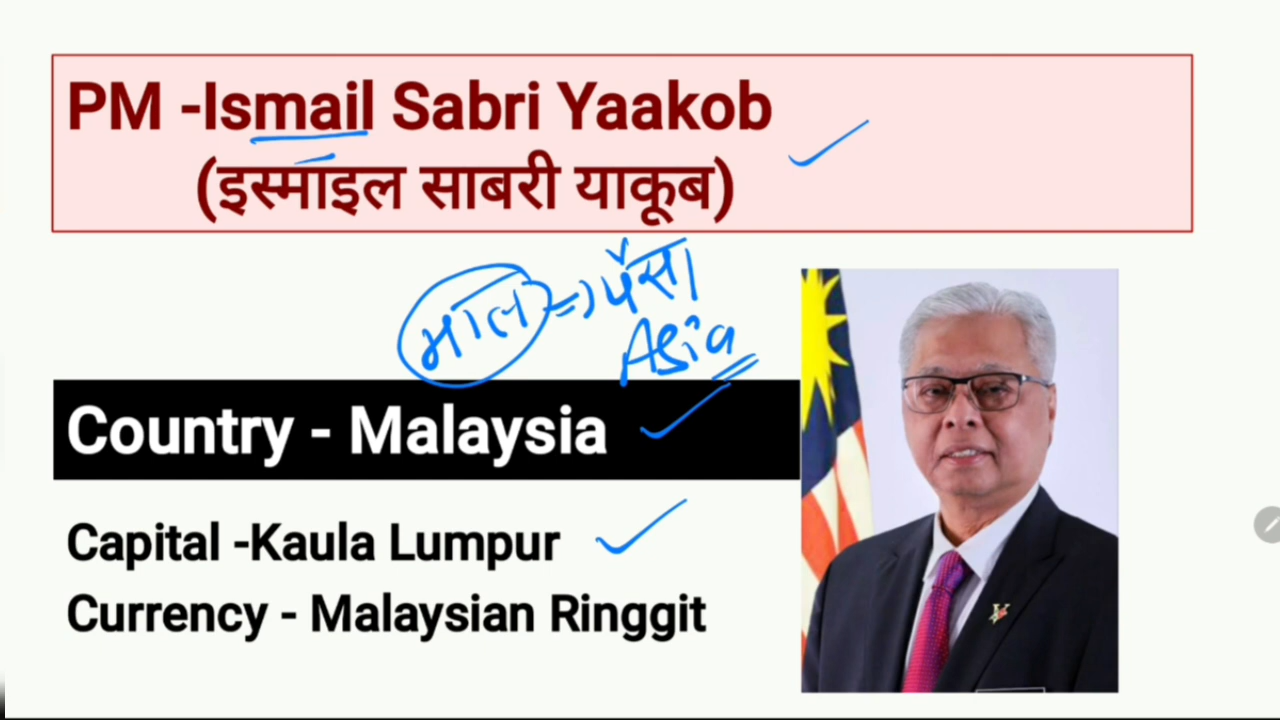 PM -Ismail Sabri Yaakob
(इस्माइल साबरी याकूब)
माल => पैसा
Asia
Country - Malaysia
Capital -Kaula Lumpur
Currency - Malaysian Ringgit